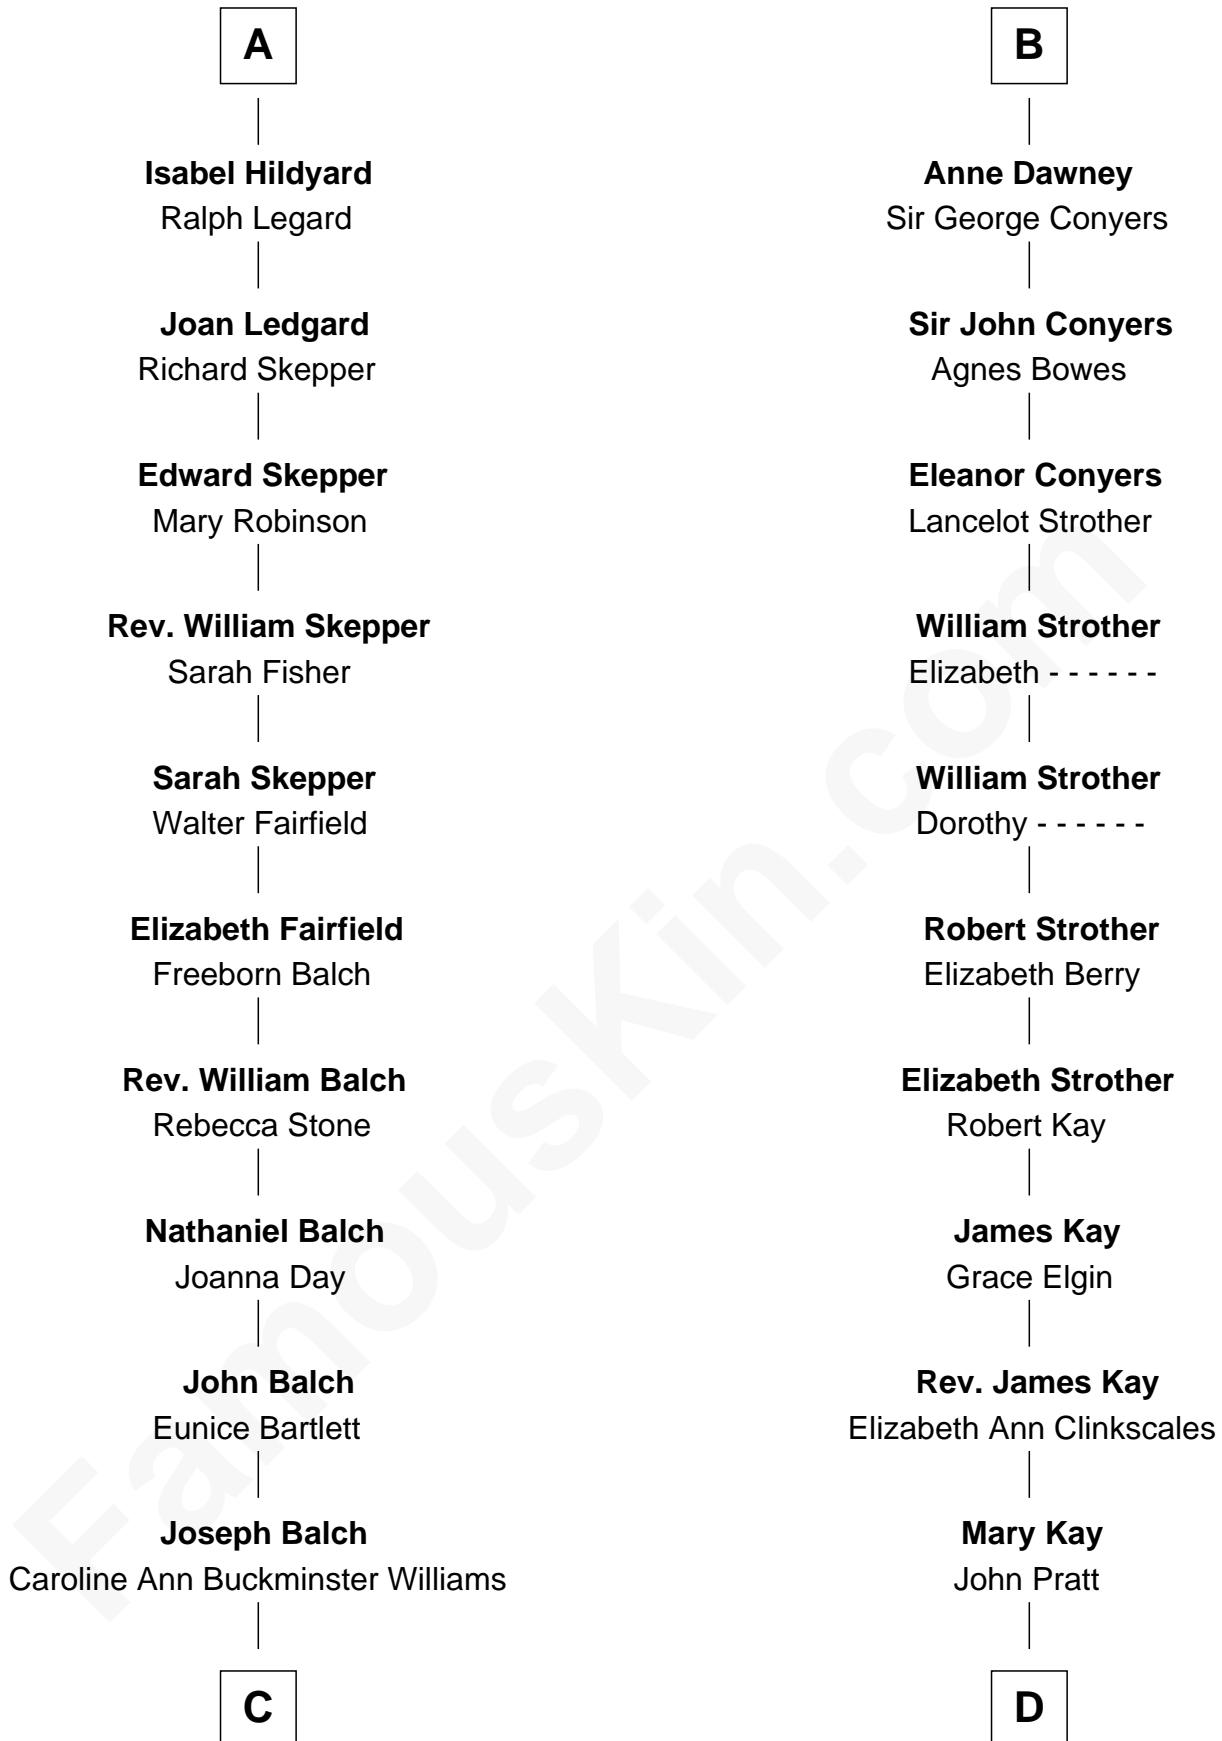 A
Isabel Hildyard
Ralph Legard
Joan Ledgard
Richard Skepper
Edward Skepper
Mary Robinson
Rev. William Skepper
Sarah Fisher
Sarah Skepper
Walter Fairfield
Elizabeth Fairfield
Freeborn Balch
Rev. William Balch
Rebecca Stone
Nathaniel Balch
Joanna Day
John Balch
Eunice Bartlett
Joseph Balch
Caroline Ann Buckminster Williams
C
B
Anne Dawney
Sir George Conyers
Sir John Conyers
Agnes Bowes
Eleanor Conyers
Lancelot Strother
William Strother
Elizabeth - - - - - -
William Strother
Dorothy - - - - - -
Robert Strother
Elizabeth Berry
Elizabeth Strother
Robert Kay
James Kay
Grace Elgin
Rev. James Kay
Elizabeth Ann Clinkscales
Mary Kay
John Pratt
D
FamousKin.com